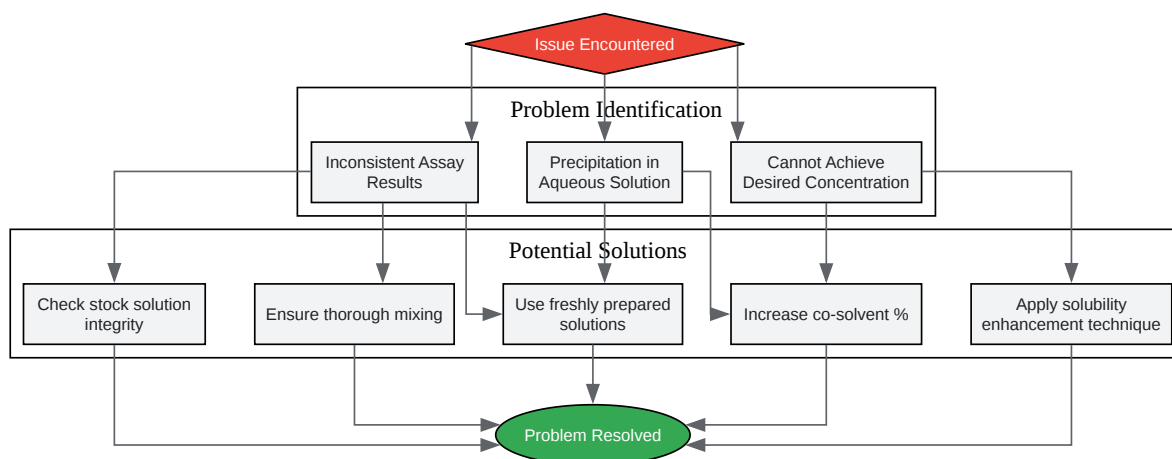 Issue Encountered
Problem Identification
Inconsistent Assay
Results
Precipitation in
Aqueous Solution
Cannot Achieve
Desired Concentration
Potential Solutions
Check stock solution
integrity
Ensure thorough mixing
Use freshly prepared
solutions
Increase co-solvent %
Apply solubility
enhancement technique
Problem Resolved